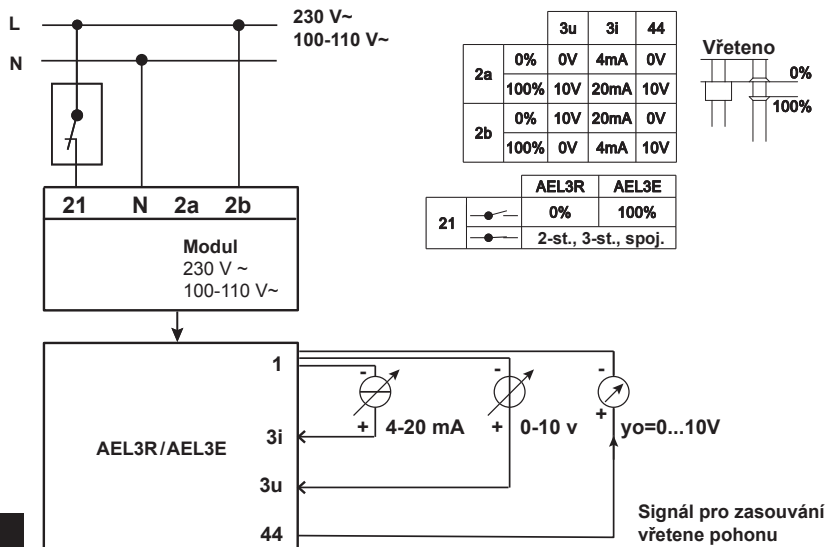 L
230 V~
100-110 V~
N
3u 3i 44
2a 0% 0V 4mA 0V
100% 10V 20mA 10V
2b 0% 10V 20mA 0V
100% 0V 4mA 10V
Vřeteno
0%
100%
AEL3R AEL3E
21 0% 100%
2-st., 3-st., spoj.
21 N 2a 2b
Modul
230 V ~
100-110 V~
1
- - -
3i
+ 4-20 mA + 0-10 v + yo=0...10V
AEL3R/AEL3E
3u
44
Signál pro zasouvání
vřetene pohonu